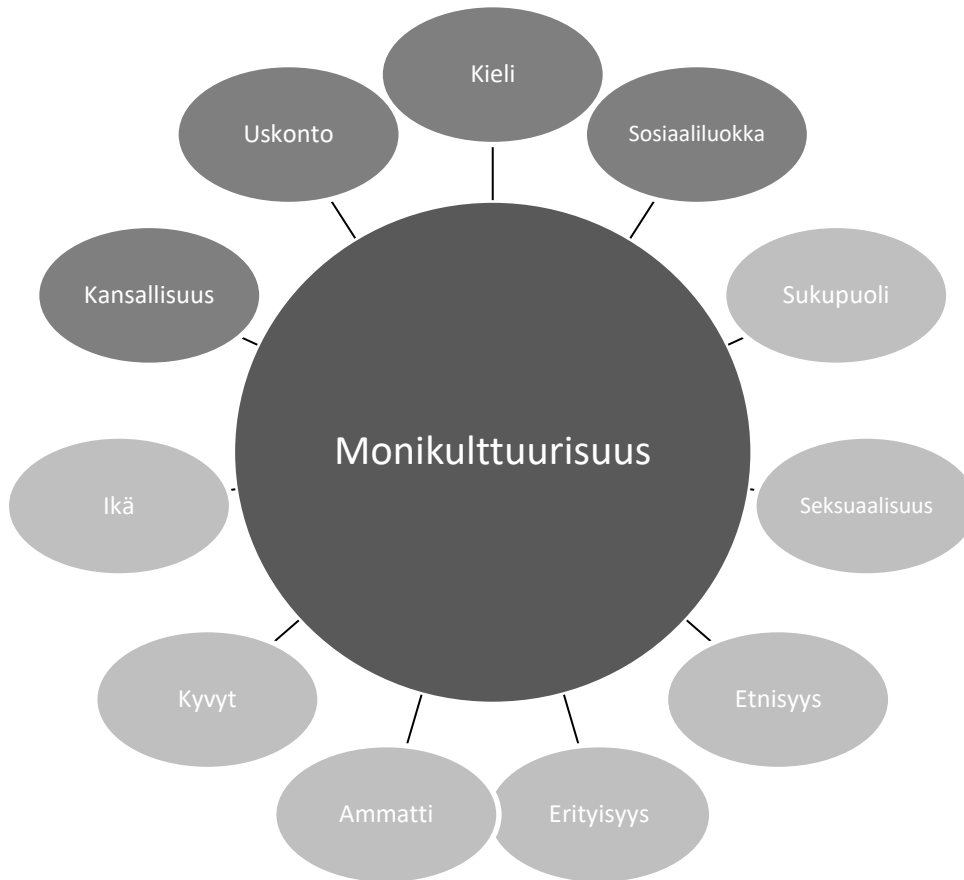 Kieli
Uskonto
Sosiaaliluokka
Kansallisuus
Sukupuoli
Monikulttuurisuus
Ikä
Seksuaalisuus
Kyvyt
Etnisyys
Ammatti
Erityisyys